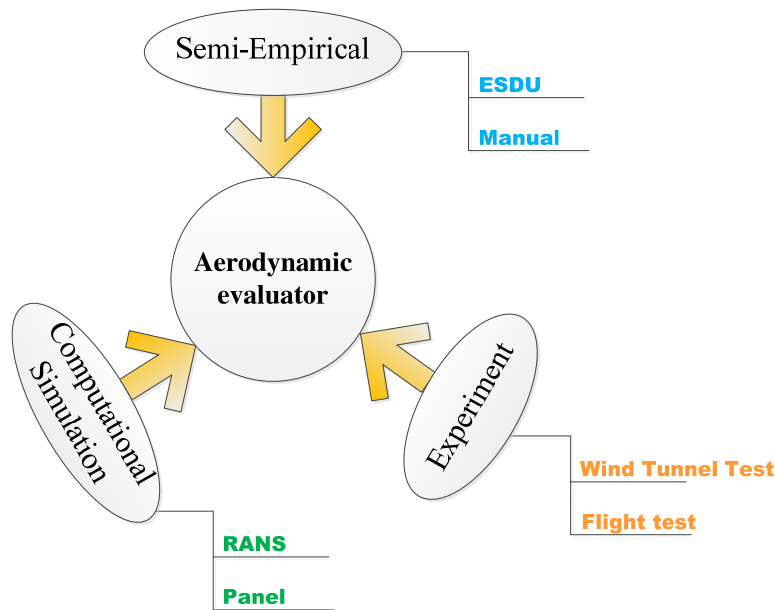 Semi-Empirical
ESDU
Manual
Aerodynamic
evaluator
Computational
Simulation
Experiment
Wind Tunnel Test
Flight test
RANS
Panel